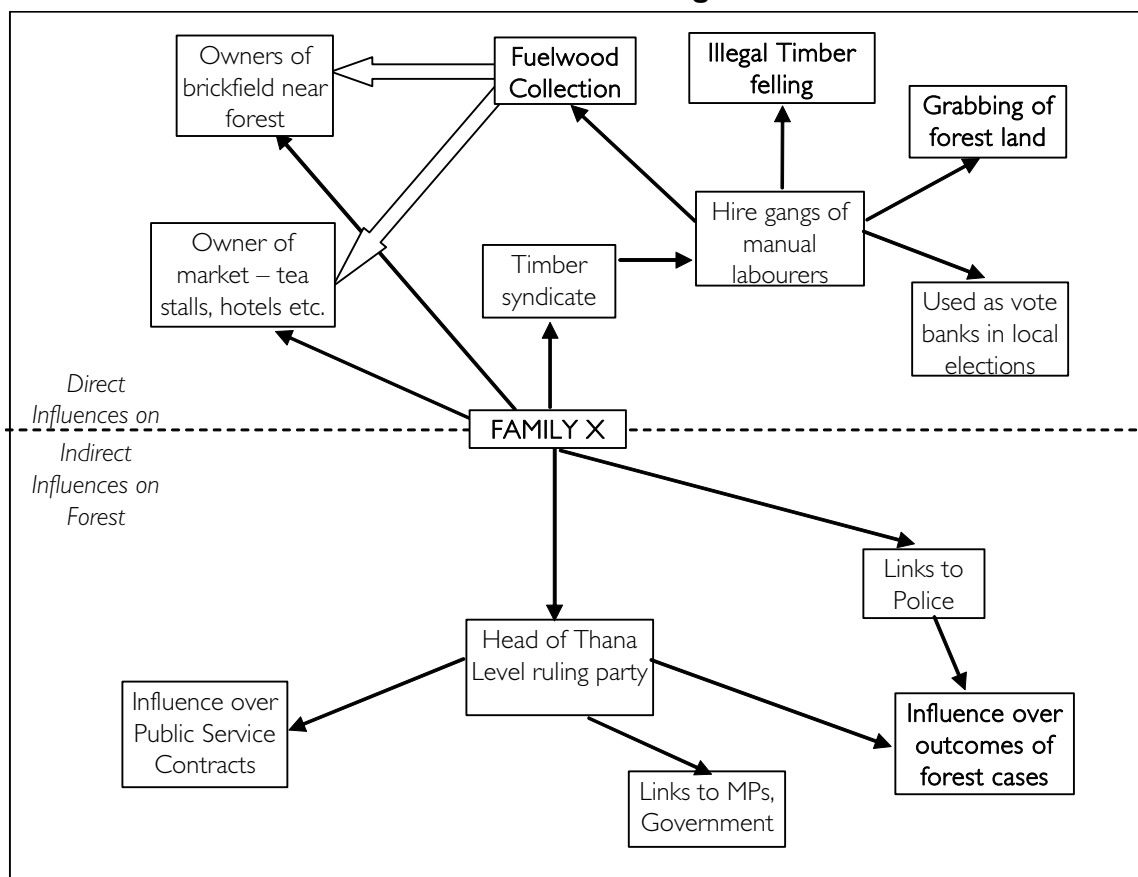 Owners of
brickfield near
forest
Fuelwood
Collection
Illegal Timber
felling
Grabbing of
forest land
Owner of
market – tea
stalls, hotels etc.
Timber
syndicate
Hire gangs of
manual
labourers
Used as vote
banks in local
elections
Direct
Influences on
FAMILY X
Indirect
Influences on
Forest
Links to
Police
Head of Thana
Level ruling party
Influence over
Public Service
Contracts
Influence over
outcomes of
forest cases
Links to MPs,
Government